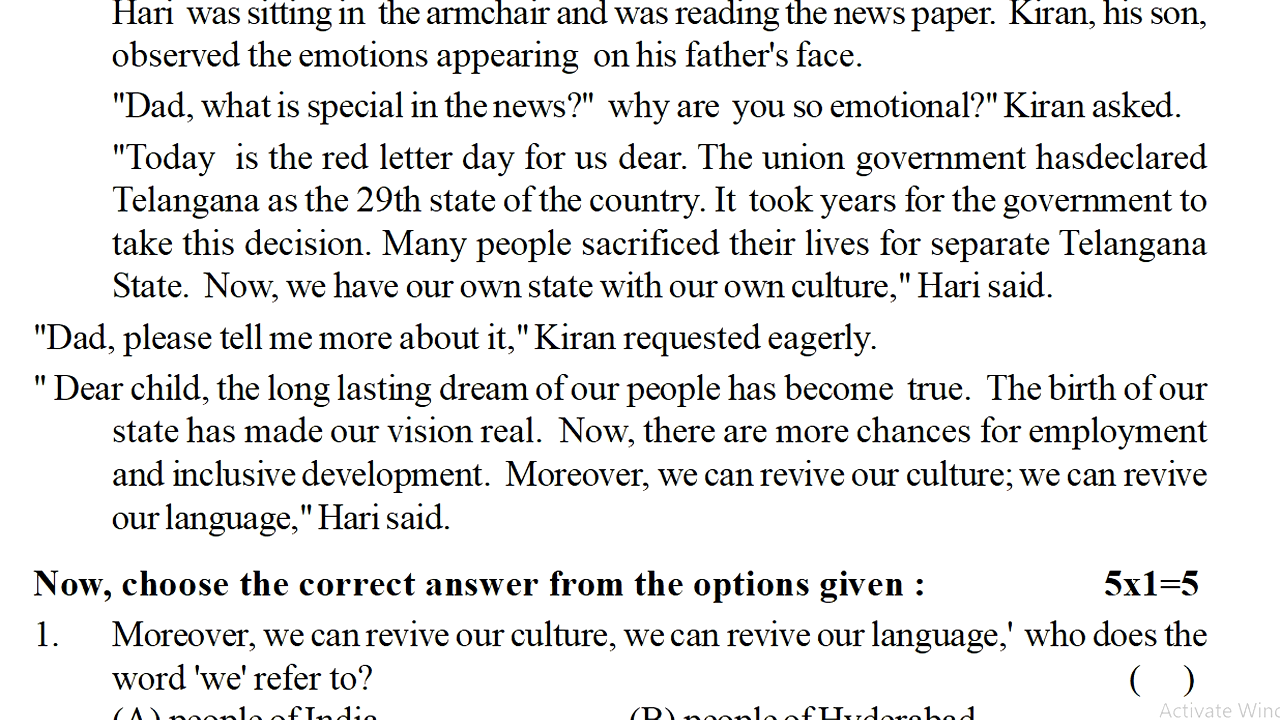 Hari was sitting in the armchair and was reading the news paper. Kiran, his son,
observed the emotions appearing on his father's face.
"Dad, what is special in the news?" why are you so emotional?" Kiran asked.
"Today is the red letter day for us dear. The union government hasdeclared
Telangana as the 29th state of the country. It took years for the government to
take this decision. Many people sacrificed their lives for separate Telangana
State. Now, we have our own state with our own culture," Hari said.
"Dad, please tell me more about it," Kiran requested eagerly.
" Dear child, the long lasting dream of our people has become true. The birth of our
state has made our vision real. Now, there are more chances for employment
and inclusive development. Moreover, we can revive our culture; we can revive
our language," Hari said.
Now, choose the correct answer from the options given : 5x1=5
1. Moreover, we can revive our culture, we can revive our language,' who does the
word 'we' refer to? ( )
(A) people of India (B) people of Hyderabad
Activate Wind